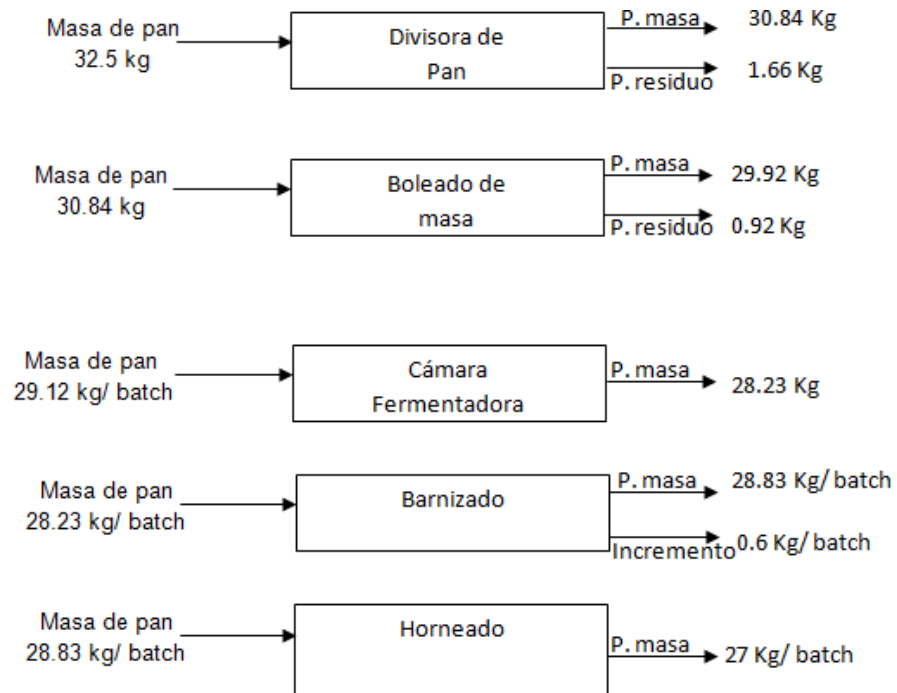 Masa de pan
32.5 kg
Divisora de
Pan
P. masa
30.84 Kg
P. residuo
1.66 Kg
Masa de pan
30.84 kg
Boleado de
masa
P. masa
29.92 Kg
P. residuo
0.92 Kg
Masa de pan
29.12 kg/ batch
Cámara
Fermentadora
P. masa
28.23 Kg
Masa de pan
28.23 kg/ batch
Barnizado
P. masa
28.83 Kg/ batch
Incremento
0.6 Kg/ batch
Masa de pan
28.83 kg/ batch
Horneado
P. masa
27 Kg/ batch